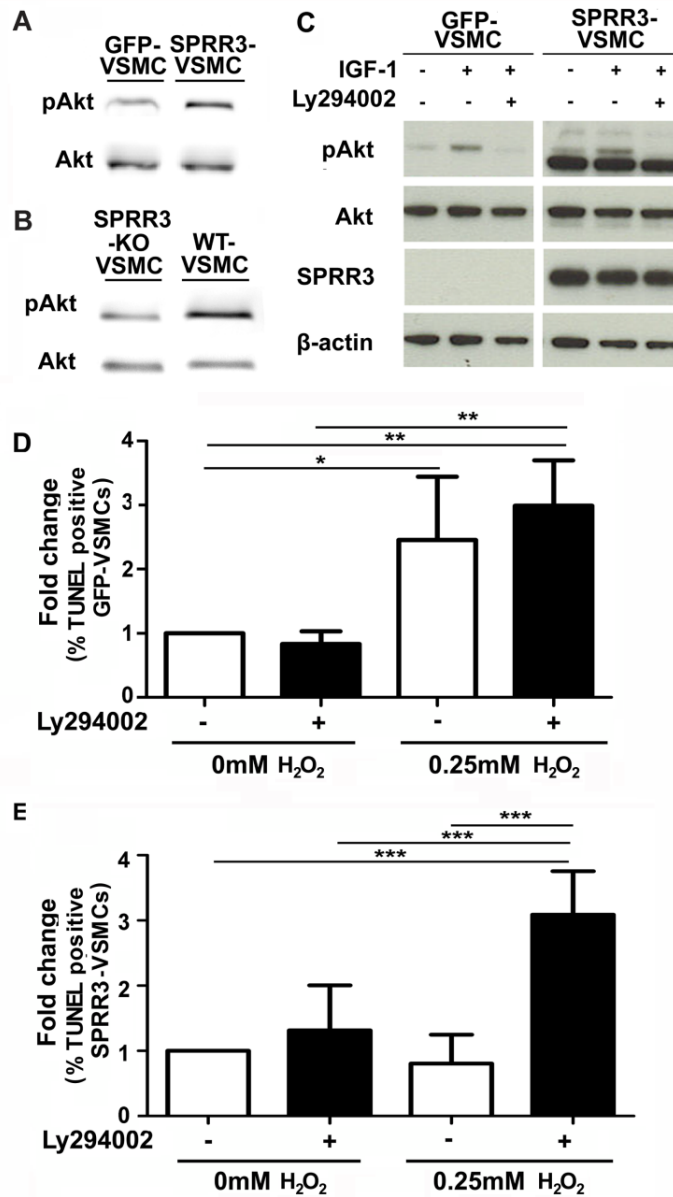 A
GFP- SPRR3-
VSMC VSMC
pAkt
Akt
B
SPRR3
-KO WT-
VSMC VSMC
pAkt
Akt
C
GFP- SPRR3-
VSMC VSMC
IGF-1 - + + - + +
Ly294002 - - + - - +
pAkt
Akt
SPRR3
β-actin
D
Fold change
(% TUNEL positive
GFP-VSMCs)
4
3
2
1
0
**
**
*
Ly294002 - + - +
0mM H₂O₂ 0.25mM H₂O₂
E
Fold change
(% TUNEL positive
SPRR3-VSMCs)
4
3
2
1
0
***
***
***
Ly294002 - + - +
0mM H₂O₂ 0.25mM H₂O₂